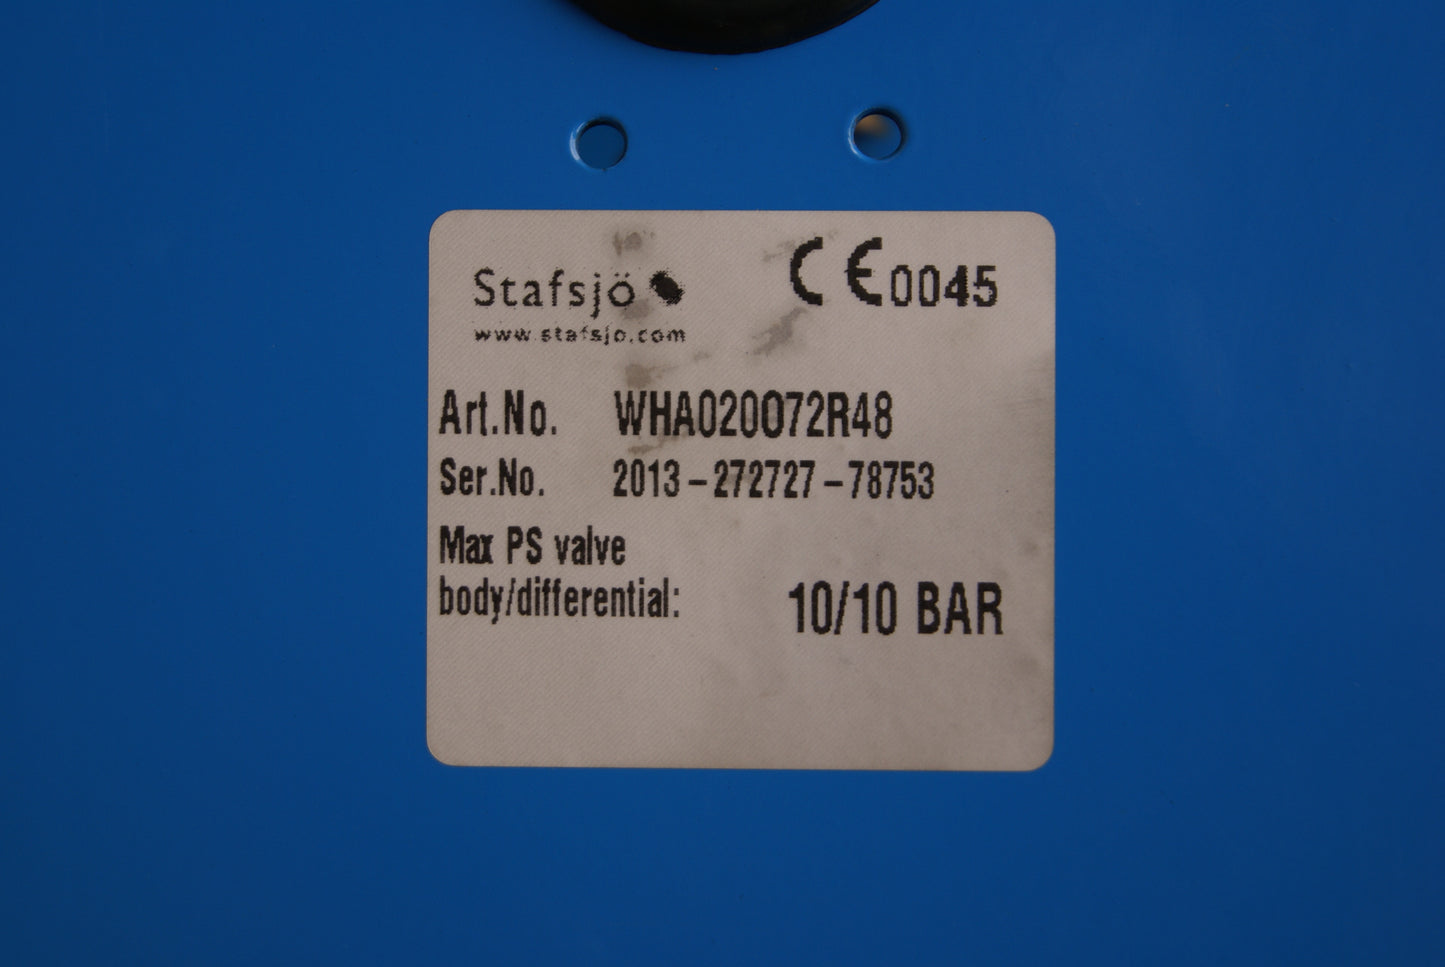 Stafsjö
CE0045
www.stafsjo.com
Art.No. WHA020072R48
Ser.No. 2013-272727-78753
Max PS valve
body/differential: 10/10 BAR